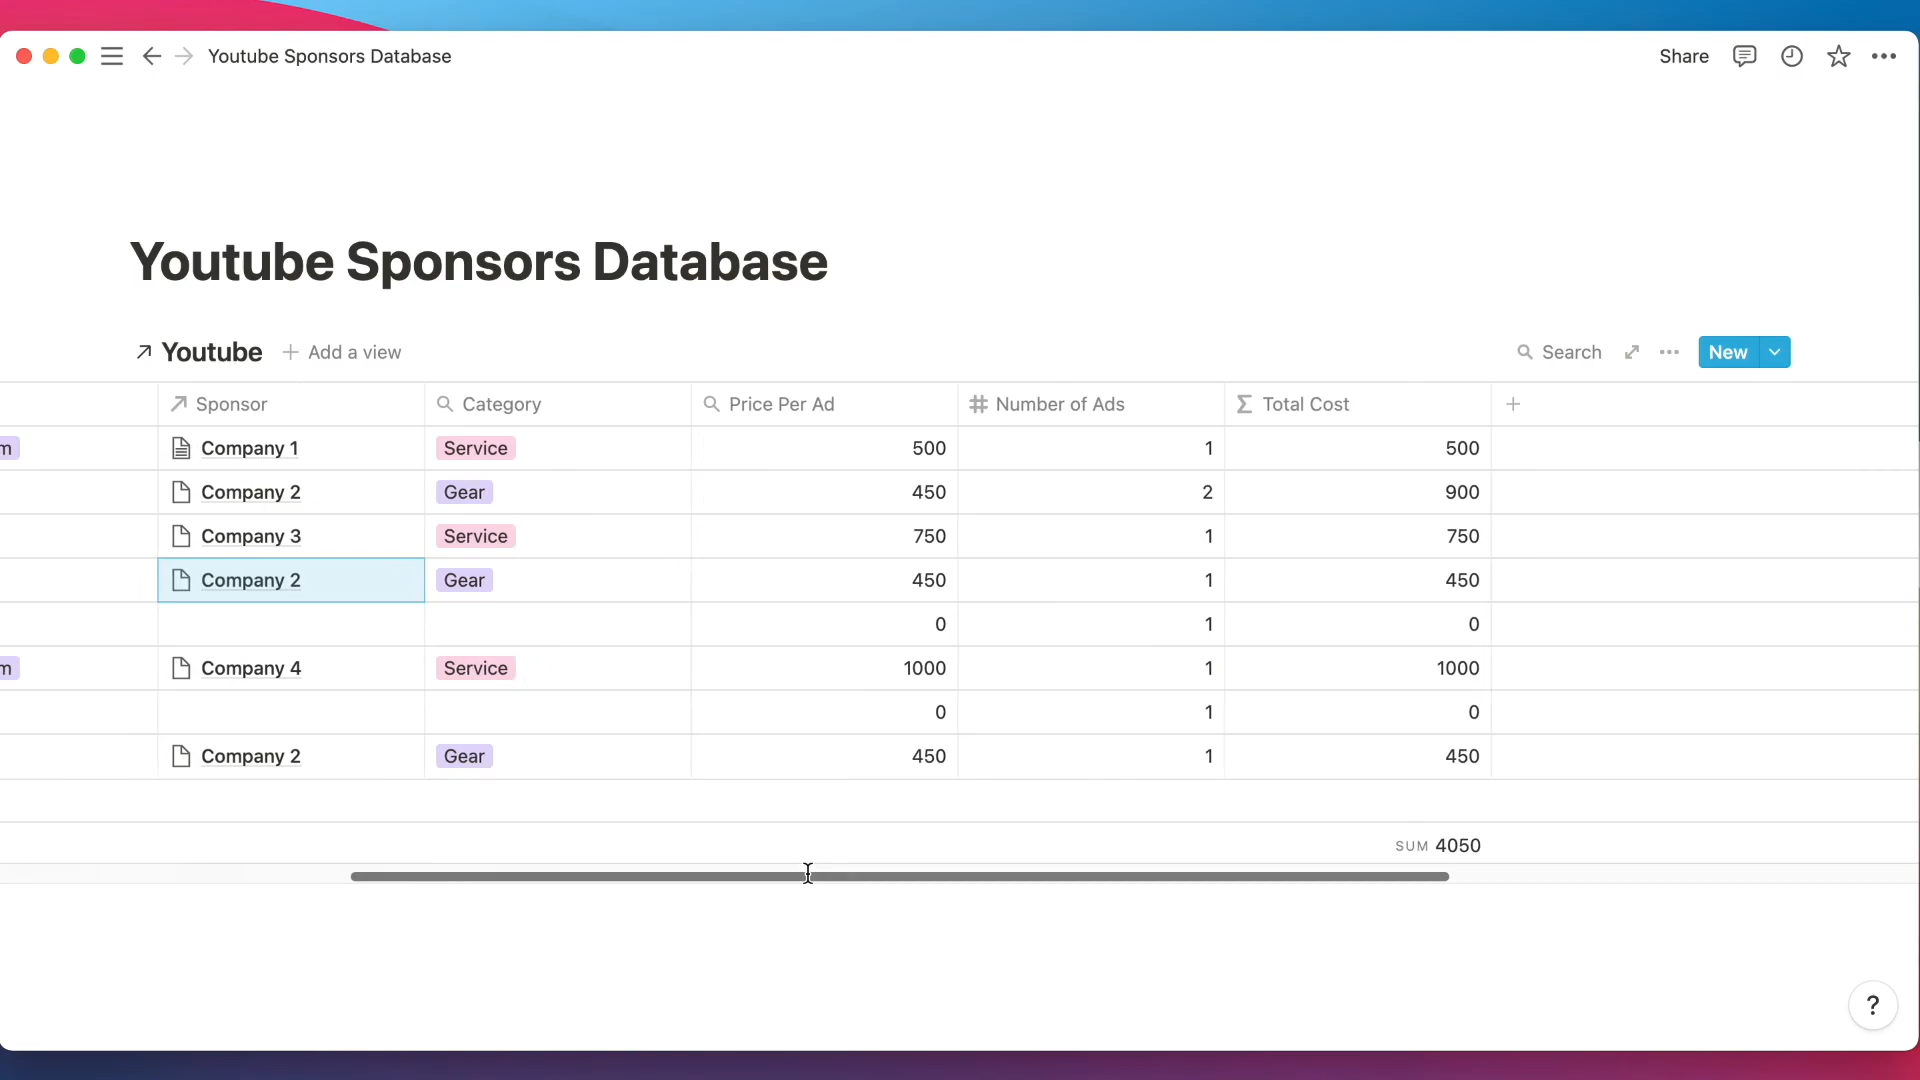 Youtube Sponsors Database
Share
Youtube Sponsors Database
Youtube Add a view Search New
Sponsor Category Price Per Ad Number of Ads Total Cost
m Company 1 Service 500 1 500
Company 2 Gear 450 2 900
Company 3 Service 750 1 750
Company 2 Gear 450 1 450
0 1 0
m Company 4 Service 1000 1 1000
0 1 0
Company 2 Gear 450 1 450
SUM 4050
?